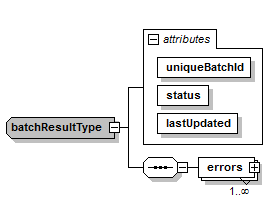 attributes
uniqueBatchId
status
lastUpdated
batchResultType
errors
1..∞